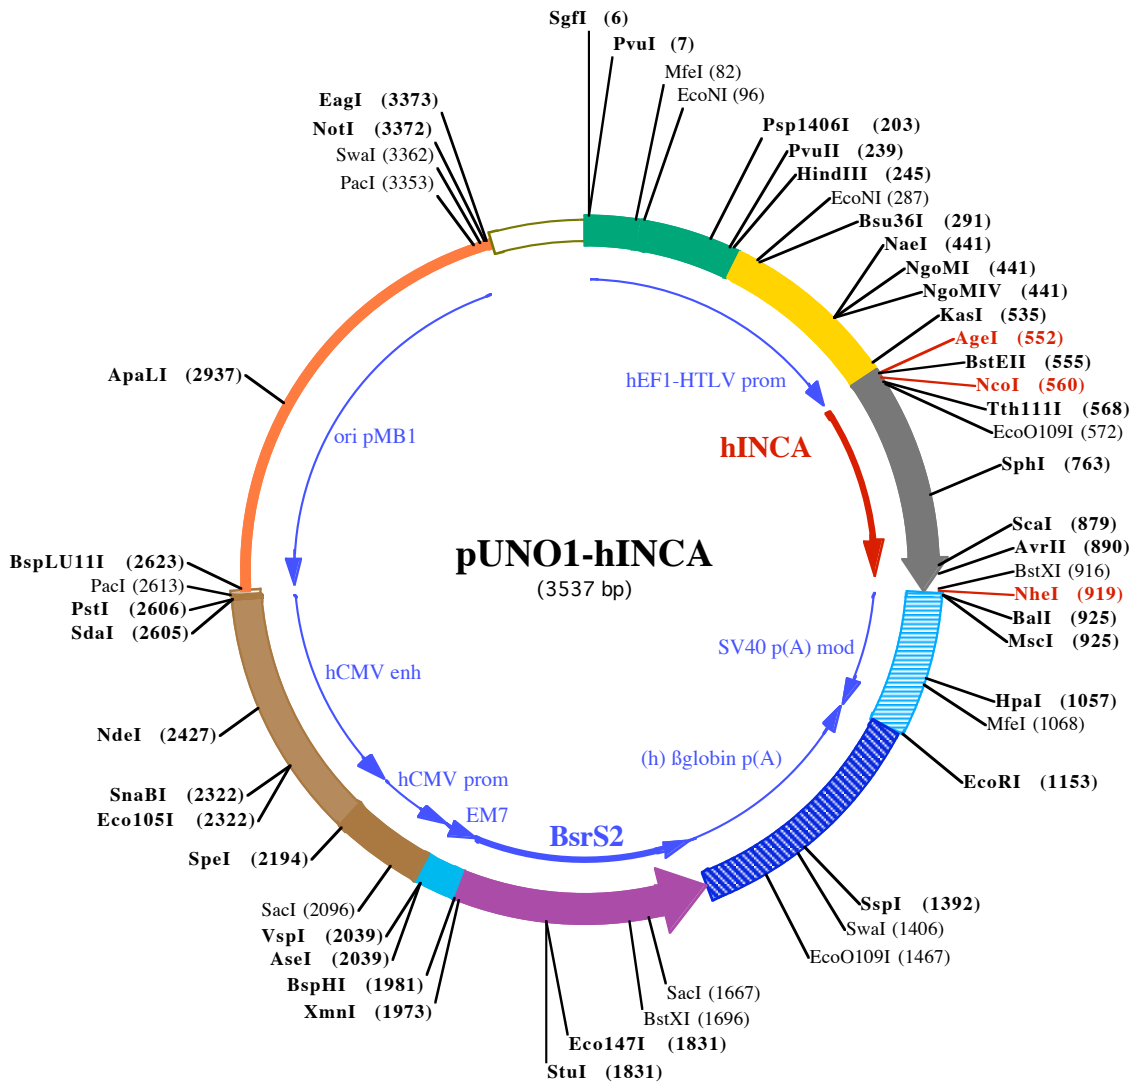 SgfI (6)
PvuI (7)
MfeI (82)
EcoNI (96)
Psp1406I (203)
PvuII (239)
HindIII (245)
EcoNI (287)
Bsu36I (291)
NaeI (441)
NgoMI (441)
NgoMIV (441)
KasI (535)
AgeI (552)
BstEII (555)
NcoI (560)
Tth111I (568)
EcoO109I (572)
SphI (763)
ScaI (879)
AvrII (890)
BstXI (916)
NheI (919)
BalI (925)
MscI (925)
HpaI (1057)
MfeI (1068)
EcoRI (1153)
SspI (1392)
SwaI (1406)
EcoO109I (1467)
SacI (1667)
BstXI (1696)
Eco147I (1831)
StuI (1831)
XmnI (1973)
BspHI (1981)
AseI (2039)
VspI (2039)
SacI (2096)
SpeI (2194)
Eco105I (2322)
SnaBI (2322)
NdeI (2427)
SdaI (2605)
PstI (2606)
PacI (2613)
BspLU11I (2623)
ApaLI (2937)
PacI (3353)
SwaI (3362)
NotI (3372)
EagI (3373)
hEF1-HTLV prom
hINCA
SV40 p(A) mod
(h) ßglobin p(A)
BsrS2
EM7
hCMV prom
hCMV enh
ori pMB1
pUNO1-hINCA
(3537 bp)